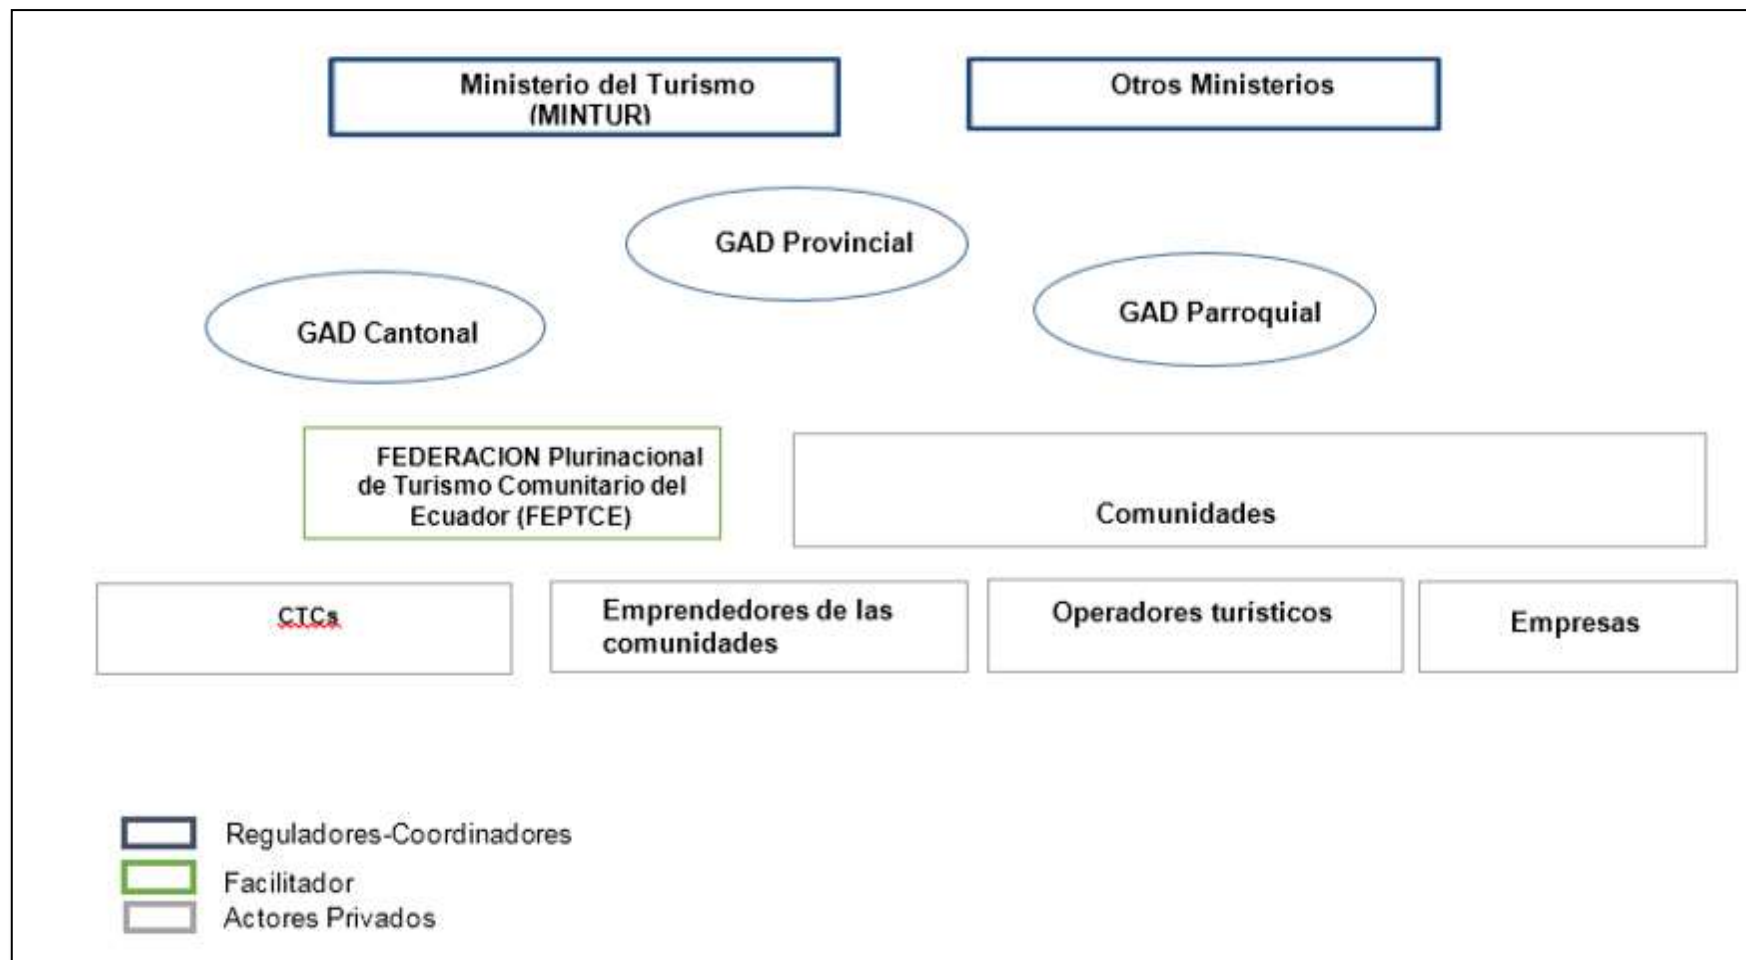 Ministerio del Turismo
(MINTUR)
Otros Ministerios
GAD Provincial
GAD Cantonal
GAD Parroquial
FEDERACION Plurinacional
de Turismo Comunitario del
Ecuador (FEPTCE)
Comunidades
CTCs
Emprendedores de las
comunidades
Operadores turísticos
Empresas
Reguladores-Coordinadores
Facilitador
Actores Privados